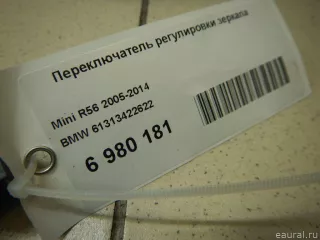 Переключатель регулировки зеркала
Mini R56 2005-2014
BMW 61313422622
6 980 181
eaural.ru